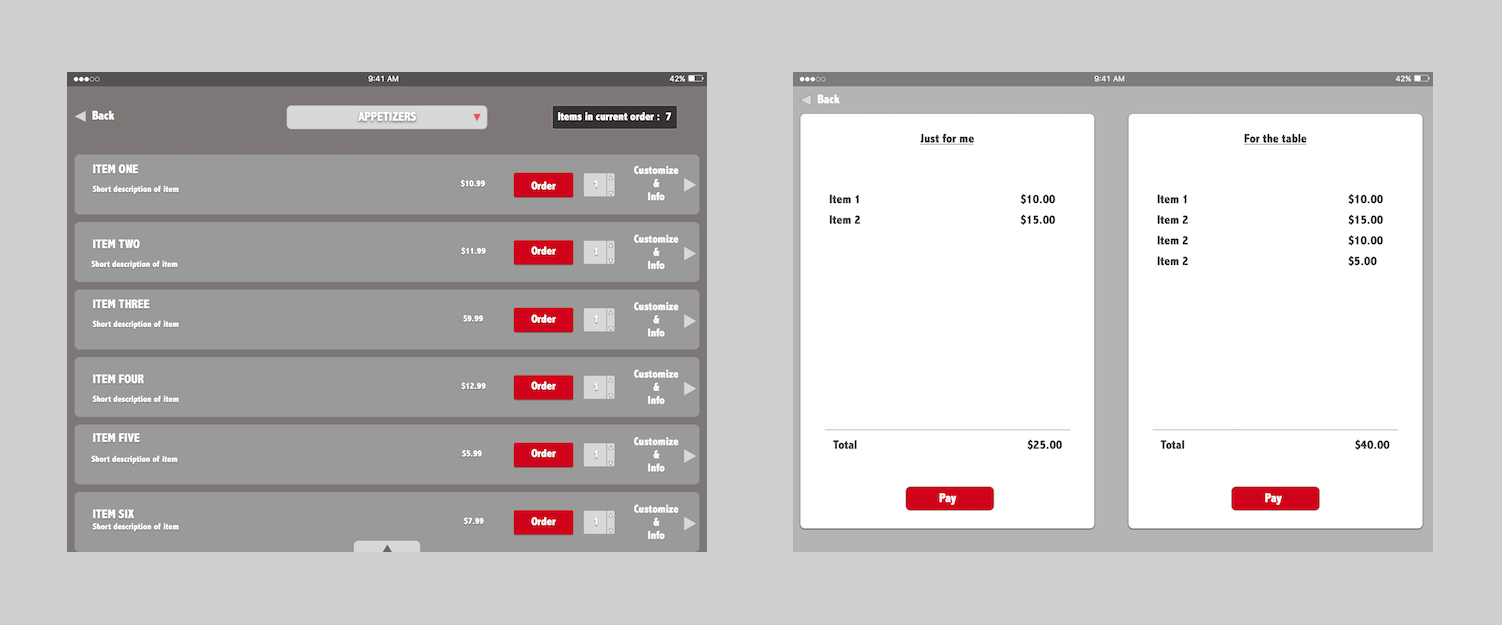 9:41 AM
42%
Back
APPETIZERS
Items in current order : 7
ITEM ONE
Short description of item
$10.99
Order
1
Customize
&
Info
ITEM TWO
Short description of item
$11.99
Order
1
Customize
&
Info
ITEM THREE
Short description of item
$9.99
Order
1
Customize
&
Info
ITEM FOUR
Short description of item
$12.99
Order
1
Customize
&
Info
ITEM FIVE
Short description of item
$5.99
Order
1
Customize
&
Info
ITEM SIX
Short description of item
$7.99
Order
1
Customize
&
Info
9:41 AM
42%
Back
Just for me
Item 1 $10.00
Item 2 $15.00
Total $25.00
Pay
For the table
Item 1 $10.00
Item 2 $15.00
Item 2 $10.00
Item 2 $5.00
Total $40.00
Pay